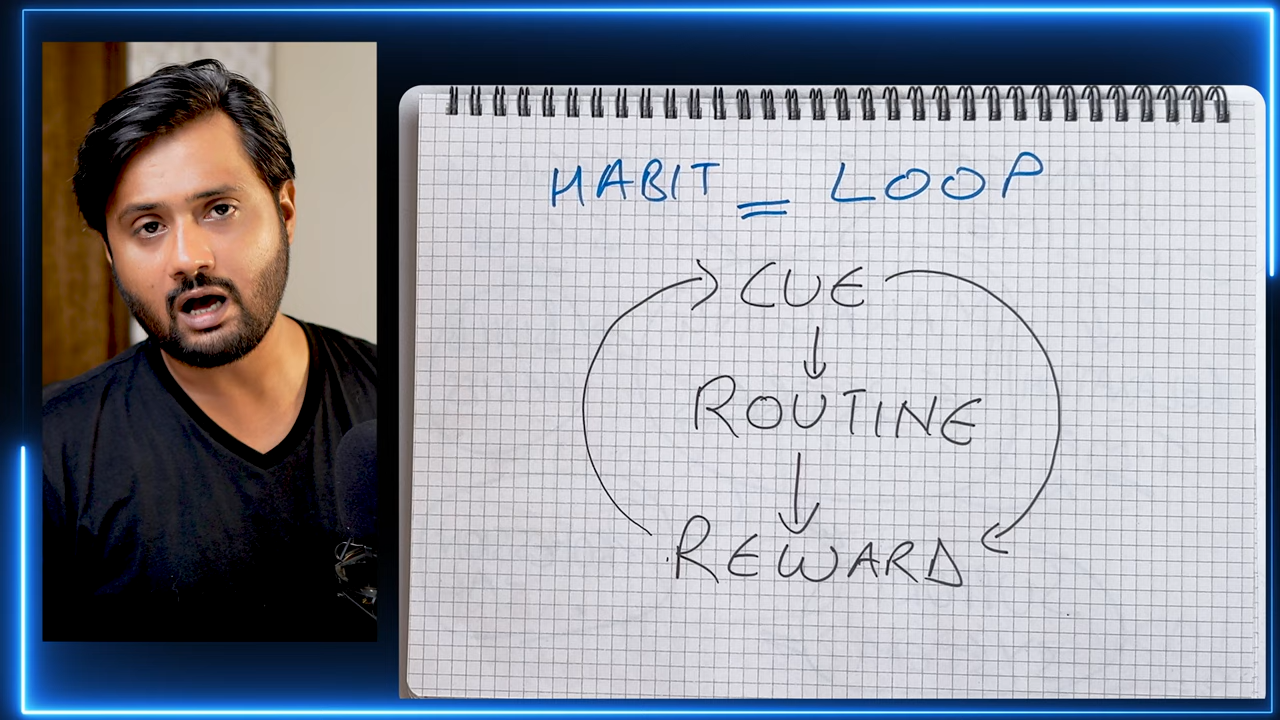 HABIT = LOOP
CUE
ROUTINE
REWARD